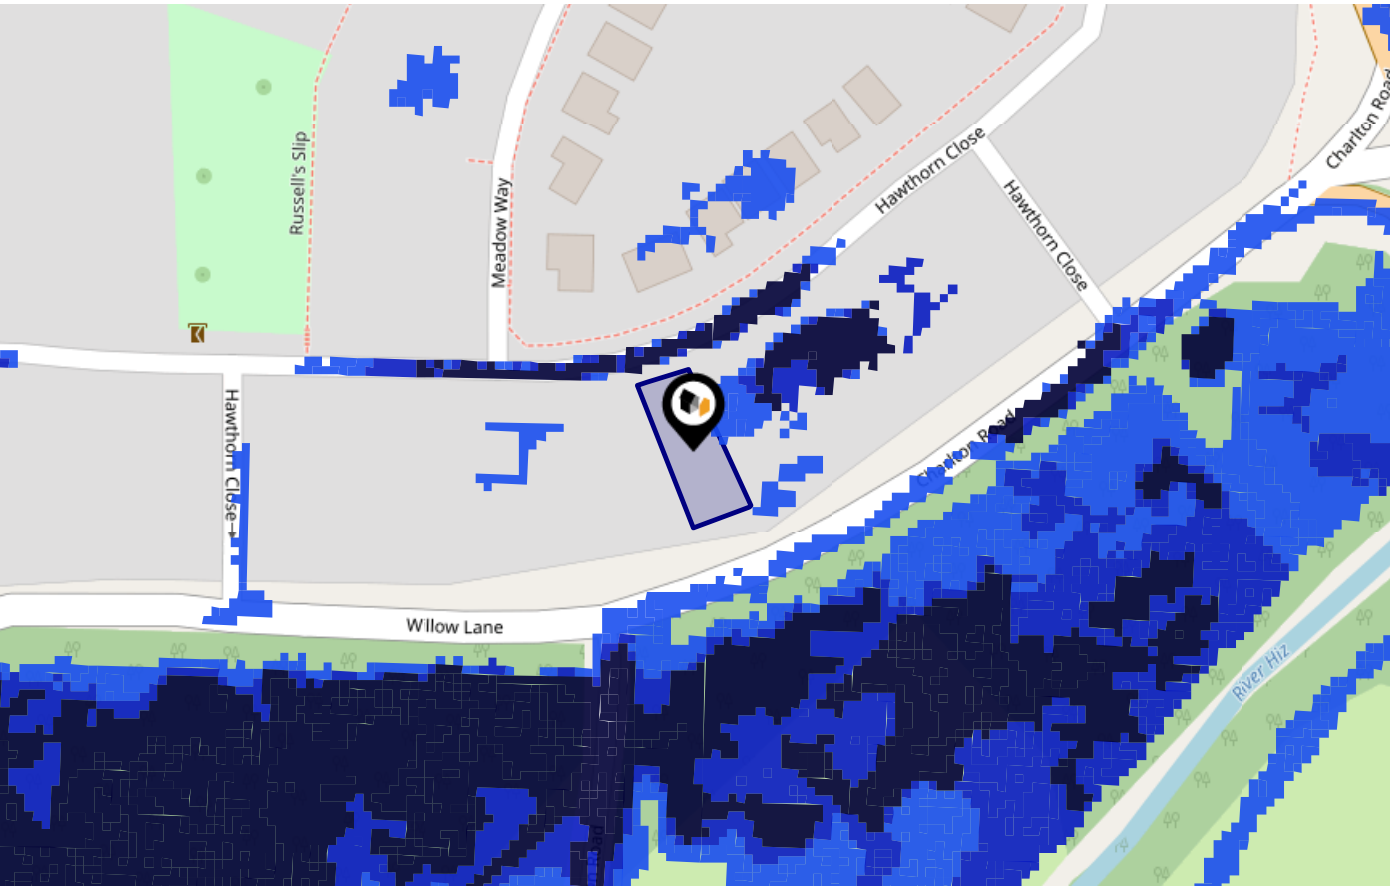 Charlton Road
Russell's Slip
Hawthorn Close
Meadow Way
Hawthorn Close
Hawthorn Close→
Charlton Road
Willow Lane
River Hiz